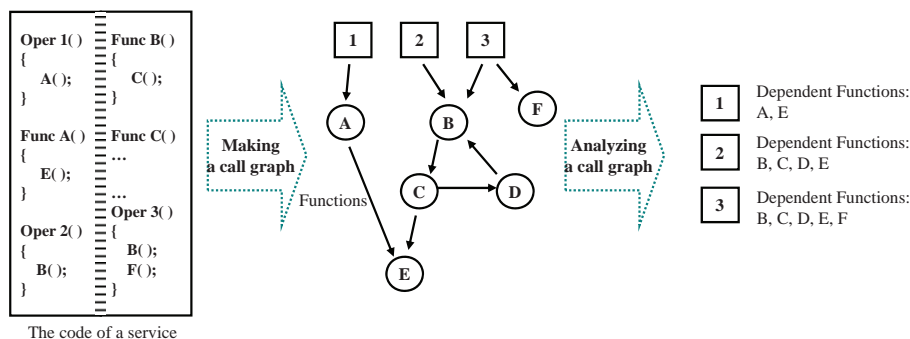 Oper 1( )
{
A( );
}
Func A( )
{
E( );
}
Oper 2( )
{
B( );
}
Func B( )
{
C( );
}
Func C( )
…
…
Oper 3( )
{
B( );
F( );
}
The code of a service
Making
a call graph
1
2
3
A
B
F
C
D
Functions
E
Analyzing
a call graph
1
Dependent Functions:
A, E
2
Dependent Functions:
B, C, D, E
3
Dependent Functions:
B, C, D, E, F